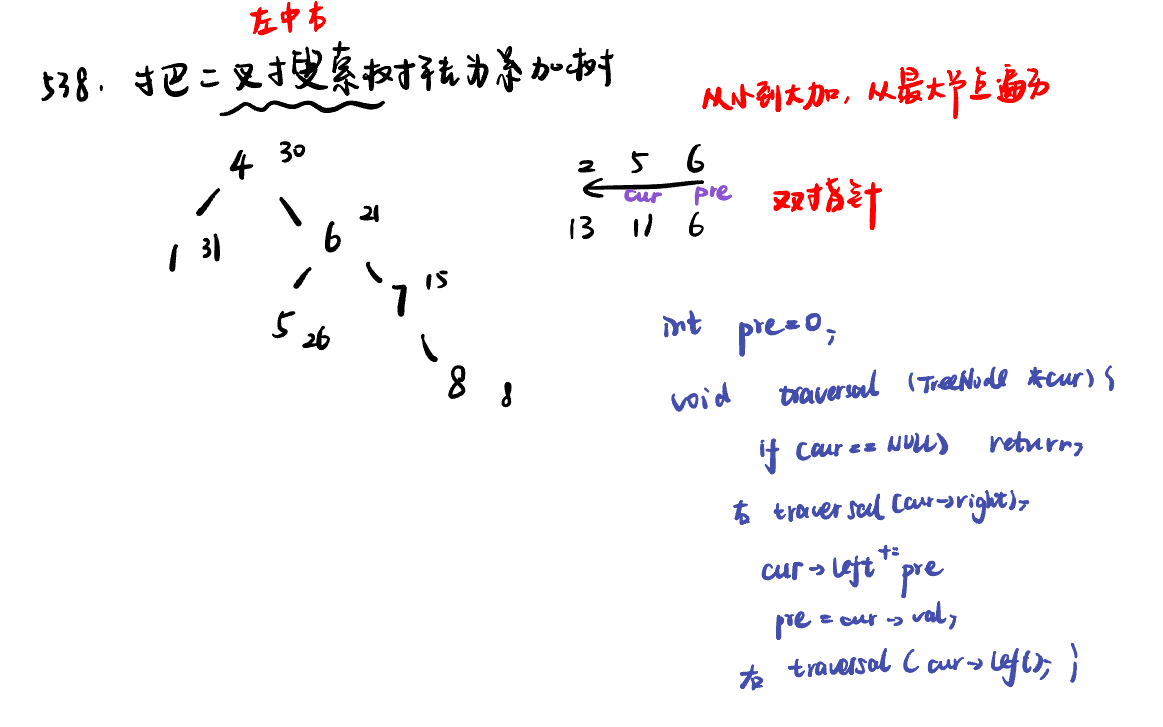 左中右
538. 把二叉搜索树转为累加树
从小到大加, 从最大节点遍历
4 30
2 5 6
cur pre
双指针
13 11 6
1 31
6 21
7 15
5 26
8 8
int pre=0;
void traversal (TreeNode *cur) {
if (cur == NULL) return;
右 traversal (cur->right);
cur->left += pre
pre = cur->val;
右 traversal (cur->left); }